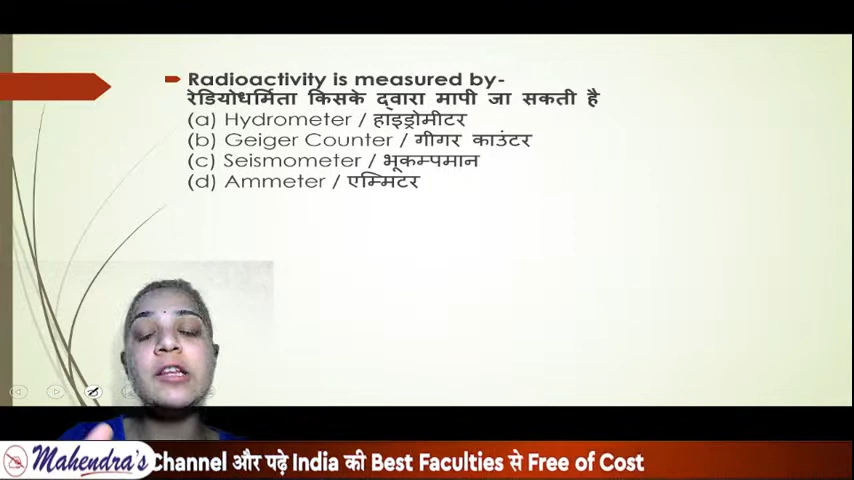 Radioactivity is measured by-
रेडियोधर्मिता किसके द्वारा मापी जा सकती है
(a) Hydrometer / हाइड्रोमीटर
(b) Geiger Counter / गीगर काउंटर
(c) Seismometer / भूकम्पमान
(d) Ammeter / एम्मिटर
Mahendra's Channel और पढ़े India की Best Faculties से Free of Cost